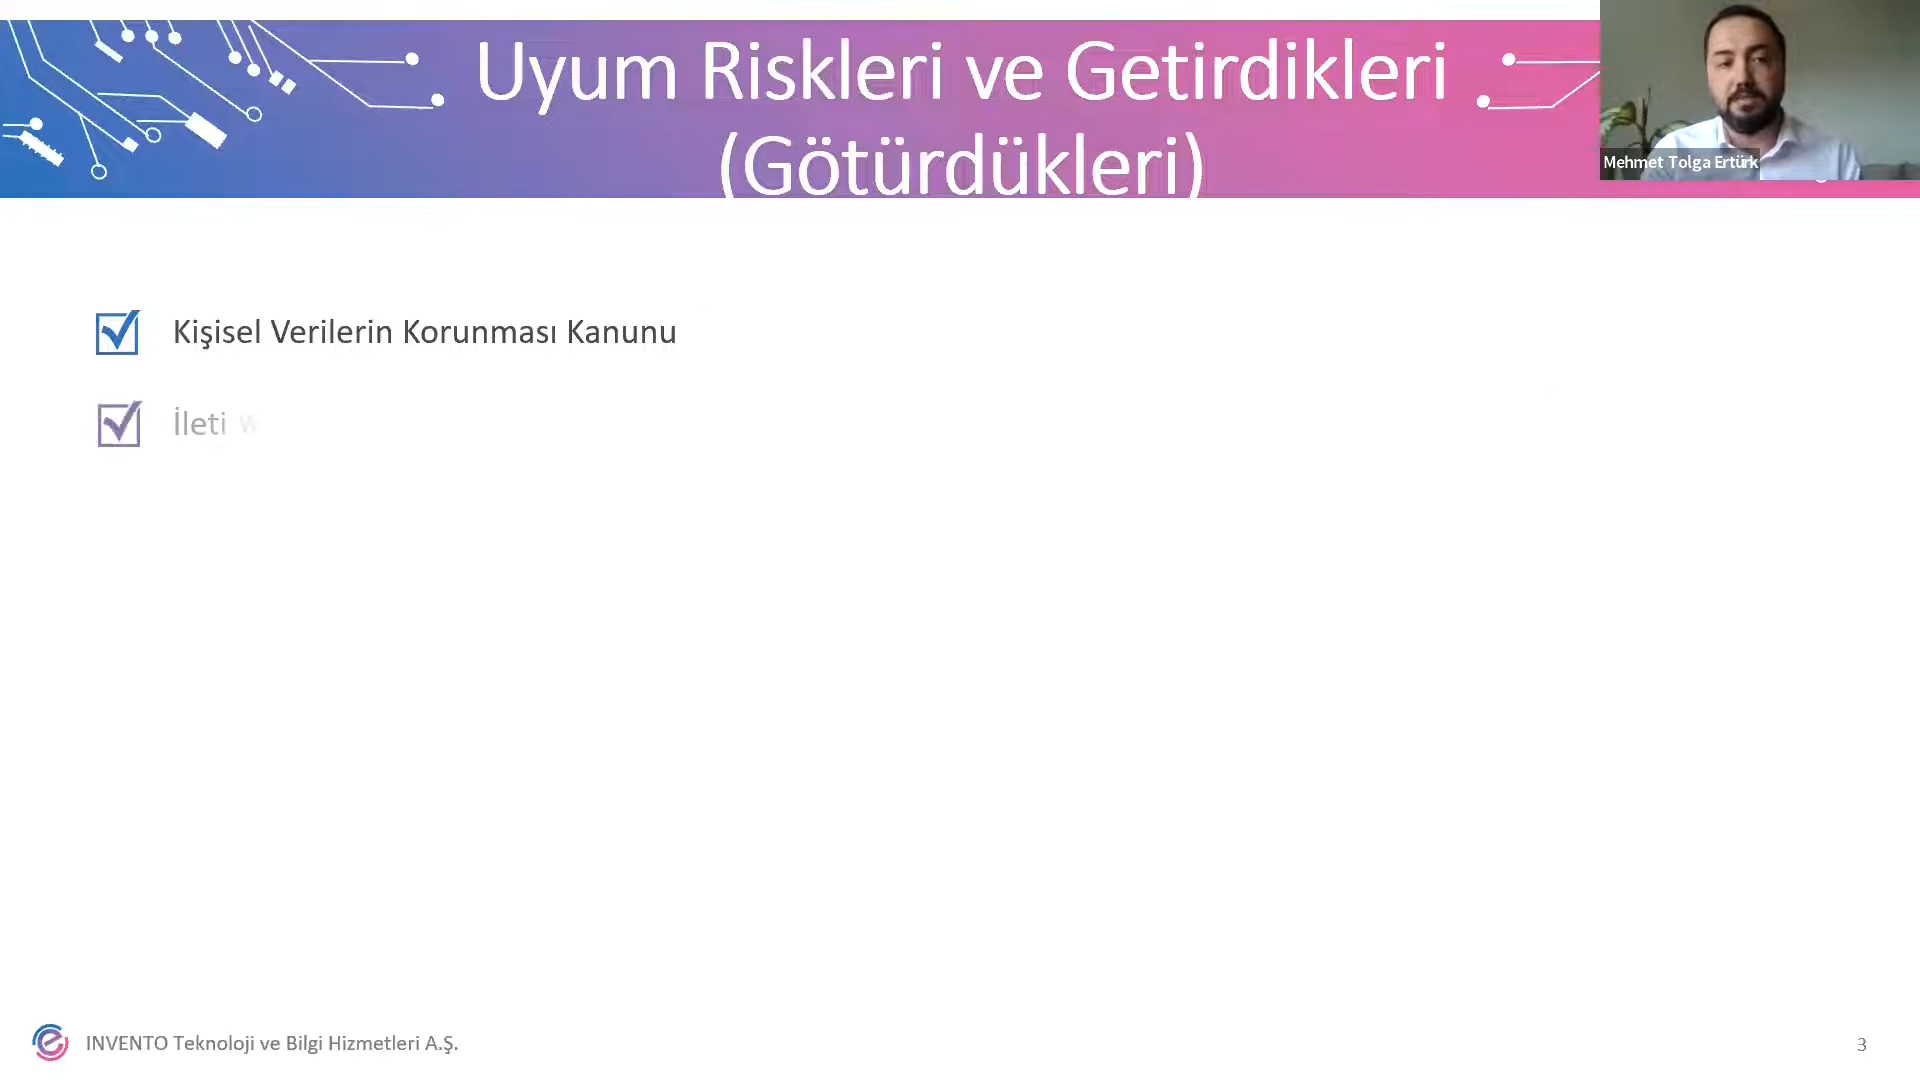 Uyum Riskleri ve Getirdikleri
(Götürdükleri)
Mehmet Tolga Ertürk
Kişisel Verilerin Korunması Kanunu
İleti
INVENTO Teknoloji ve Bilgi Hizmetleri A.Ş.
3